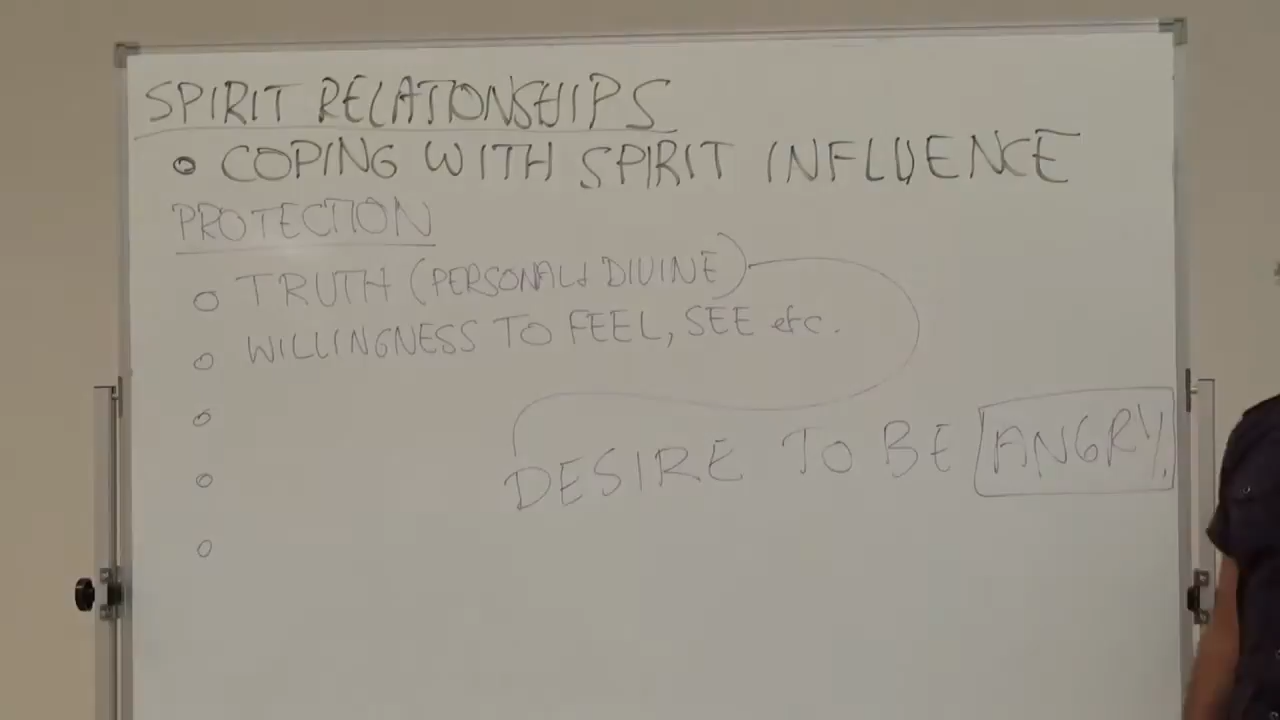 SPIRIT RELATIONSHIPS
• COPING WITH SPIRIT INFLUENCE
PROTECTION
○ TRUTH (PERSONAL & DIVINE)
○ WILLINGNESS TO FEEL, SEE etc.
○
○
DESIRE TO BE ANGRY.
○